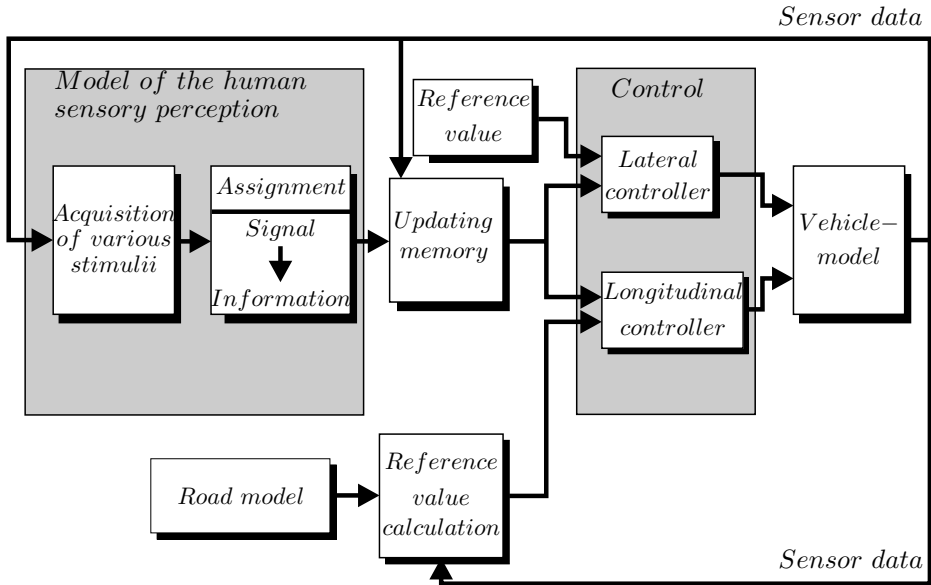 Sensor data
Model of the human
sensory perception
Reference
value
Control
Assignment
Signal
Information
Acquisition
of various
stimulii
Updating
memory
Lateral
controller
Longitudinal
controller
Vehicle-
model
Road model
Reference
value
calculation
Sensor data